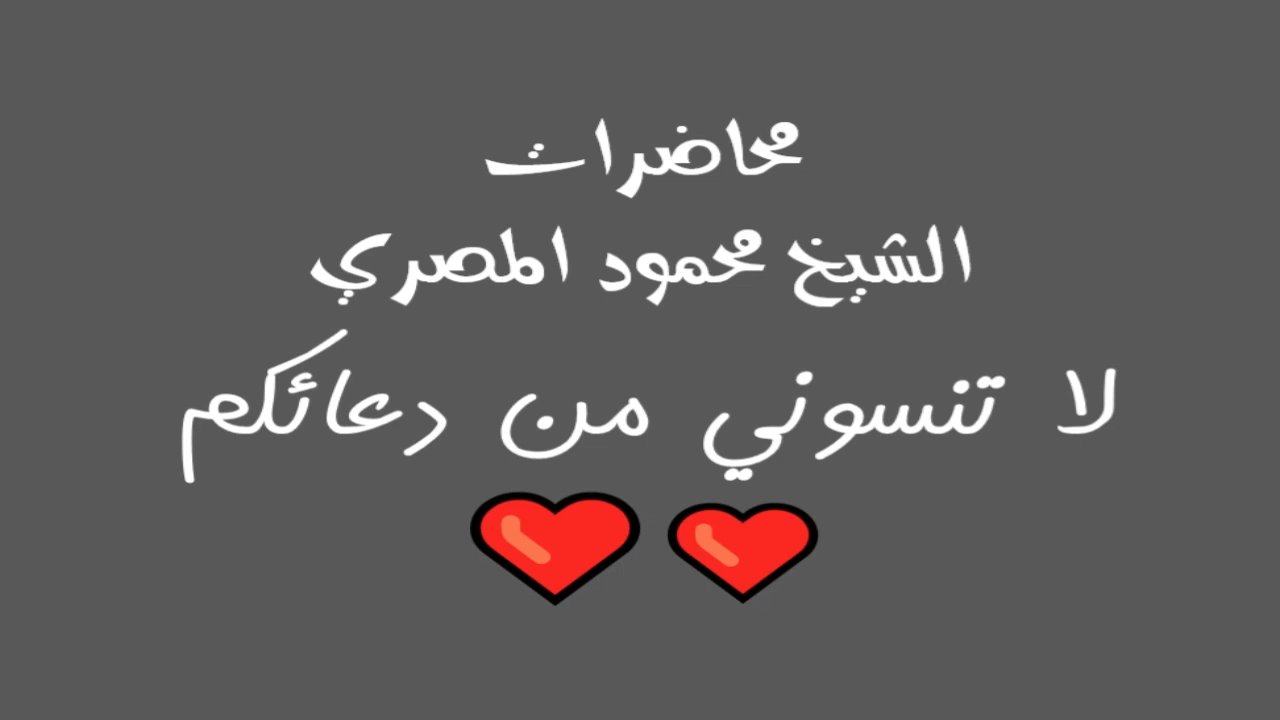 محاضرات
الشيخ محمود المصري
لا تنسوني من دعائكم